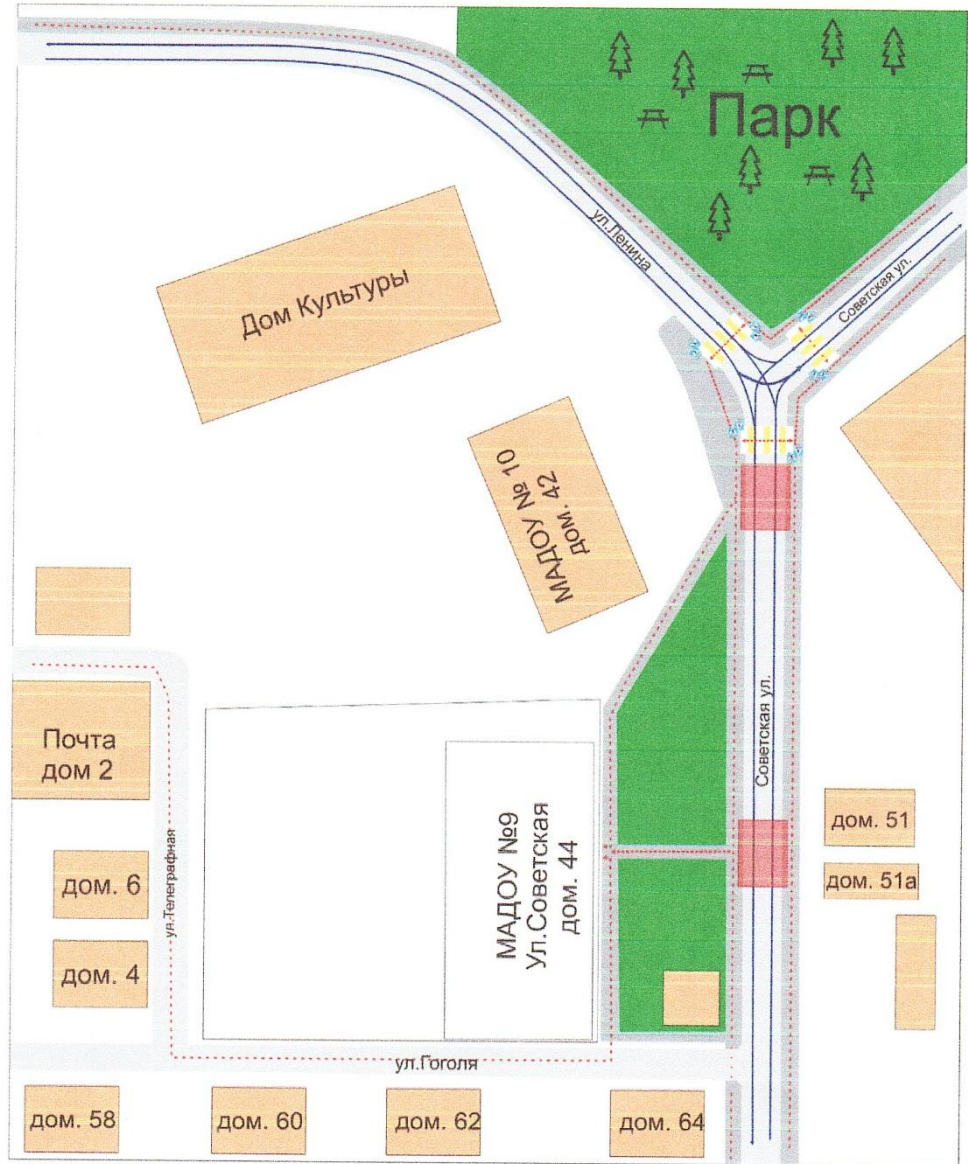 Парк
ул.Ленина
Советская ул.
Дом Культуры
МАДОУ № 10
дом. 42
Почта
дом 2
Советская ул.
дом. 51
дом. 51а
МАДОУ №9
Ул.Советская
дом. 44
ул.Телеграфная
дом. 6
дом. 4
ул.Гоголя
дом. 58
дом. 60
дом. 62
дом. 64